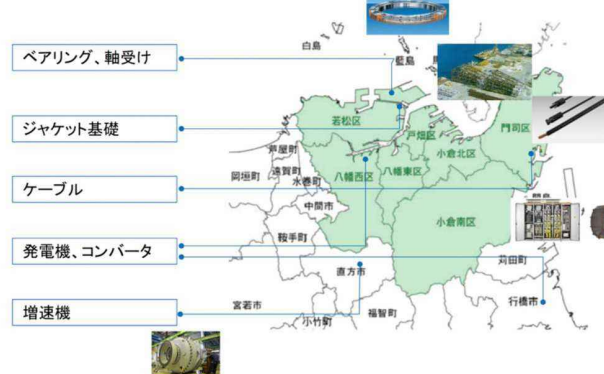 白島
藍島
ベアリング、軸受け
ジャケット基礎
ケーブル
発電機、コンバータ
増速機
若松区
戸畑区
門司区
小倉北区
八幡西区
八幡東区
小倉南区
芦屋町
遠賀町
岡垣町
水巻町
中間市
鞍手町
直方市
宮若市
小竹町
福智町
苅田町
行橋市